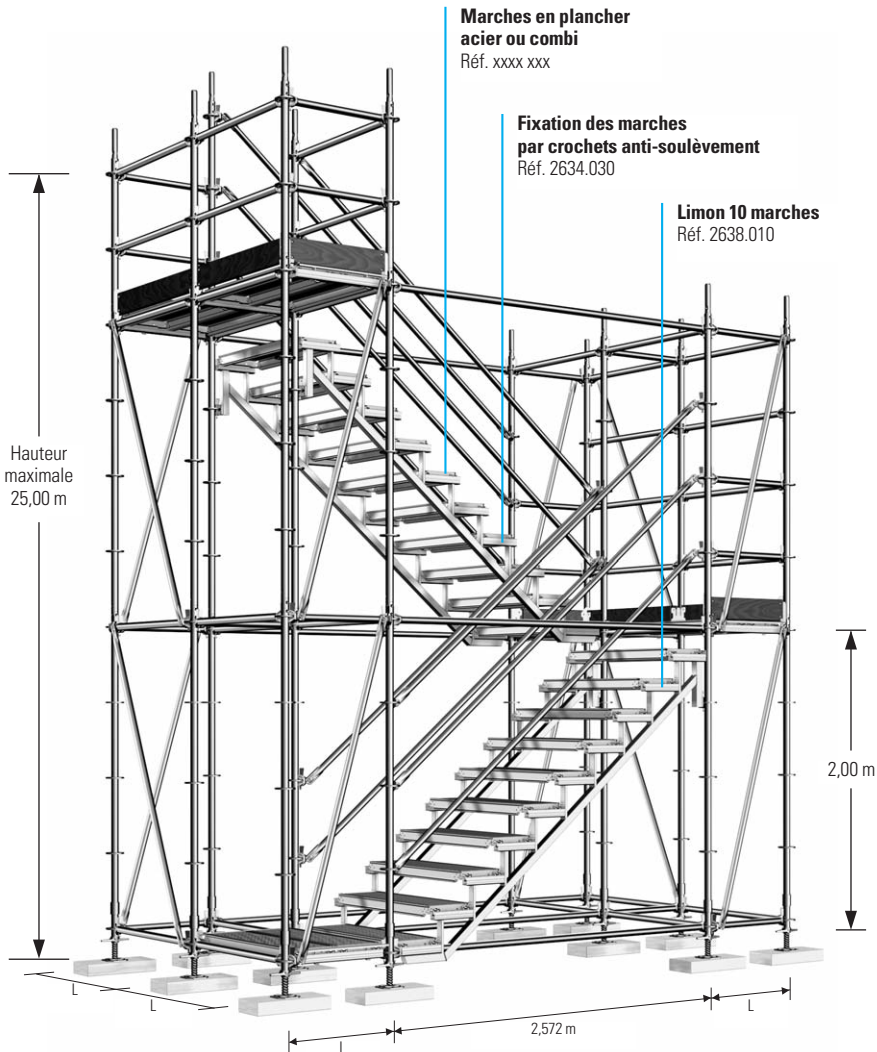 Marches en plancher
acier ou combi
Réf. xxxx xxx
Fixation des marches
par crochets anti-soulèvement
Réf. 2634.030
Limon 10 marches
Réf. 2638.010
Hauteur
maximale
25,00 m
2,00 m
L
L
L
2,572 m
L